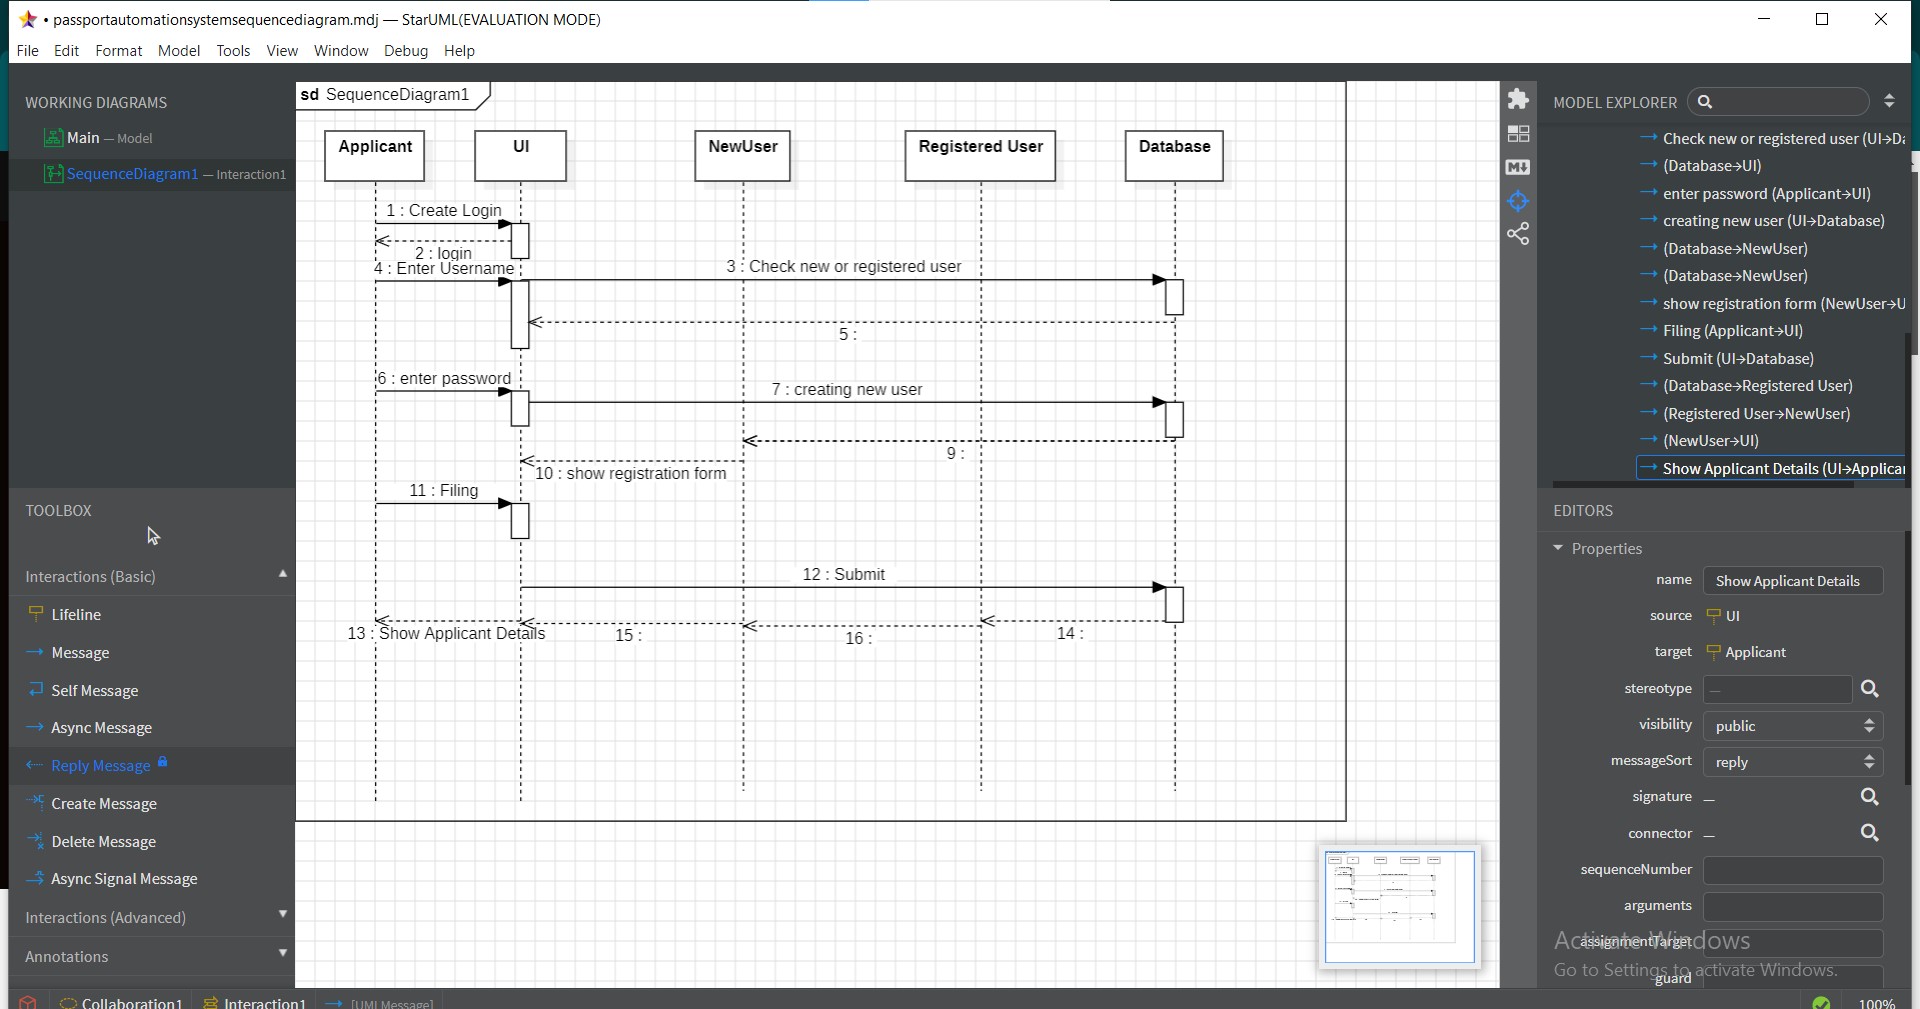 • passportautomationsystemsequencediagram.mdj — StarUML(EVALUATION MODE)
File Edit Format Model Tools View Window Debug Help
WORKING DIAGRAMS
Main — Model
SequenceDiagram1 — Interaction1
TOOLBOX
Interactions (Basic)
Lifeline
Message
Self Message
Async Message
Reply Message
Create Message
Delete Message
Async Signal Message
Interactions (Advanced)
Annotations
sd SequenceDiagram1
Applicant UI NewUser Registered User Database
1 : Create Login
2 : login
4 : Enter Username
3 : Check new or registered user
5 :
6 : enter password
7 : creating new user
9 :
10 : show registration form
11 : Filing
12 : Submit
13 : Show Applicant Details
15 :
16 :
14 :
MODEL EXPLORER
Check new or registered user (UI→Da
(Database→UI)
enter password (Applicant→UI)
creating new user (UI→Database)
(Database→NewUser)
(Database→NewUser)
show registration form (NewUser→U
Filing (Applicant→UI)
Submit (UI→Database)
(Database→Registered User)
(Registered User→NewUser)
(NewUser→UI)
Show Applicant Details (UI→Applicar
EDITORS
Properties
name Show Applicant Details
source UI
target Applicant
stereotype —
visibility public
messageSort reply
signature —
connector —
sequenceNumber
arguments
assignmentTarget
guard
Activate Windows
Go to Settings to activate Windows.
Collaboration1 Interaction1 [UMLMessage]
100%
M↓